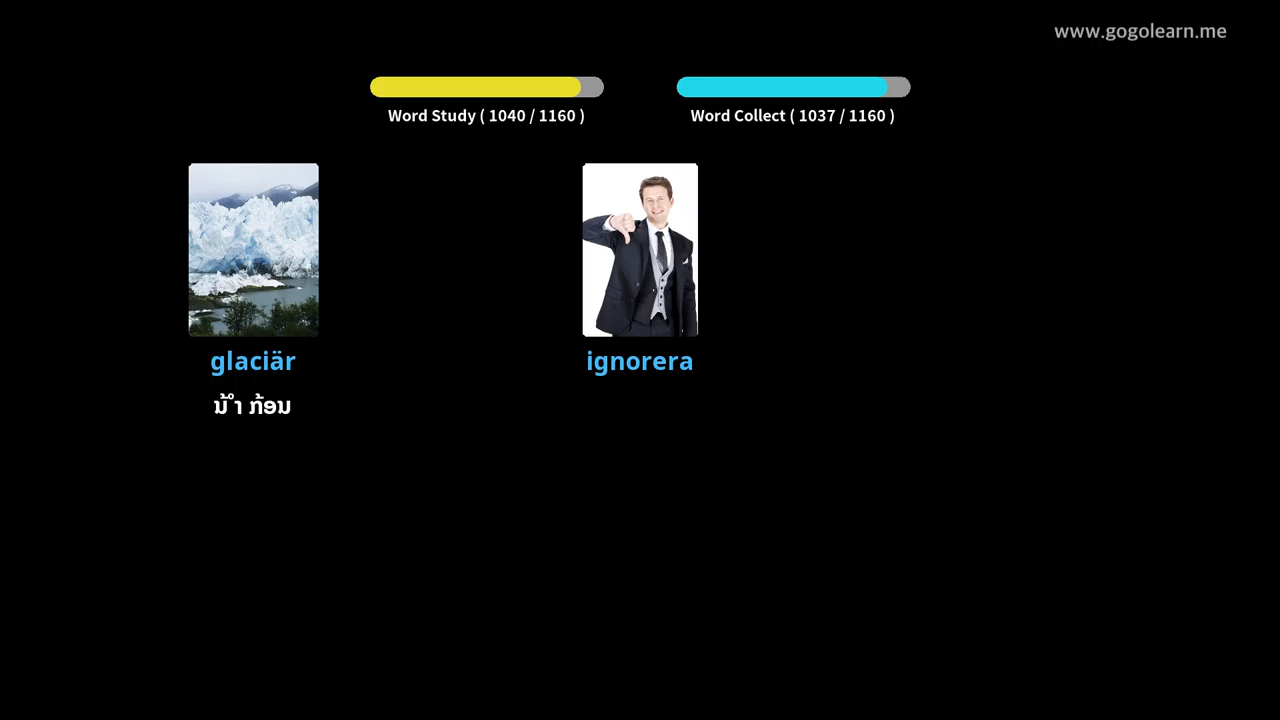 www.gogolearn.me
Word Study ( 1040 / 1160 )
Word Collect ( 1037 / 1160 )
glaciär
ignorera
ນ້ຳ ກ້ອນ